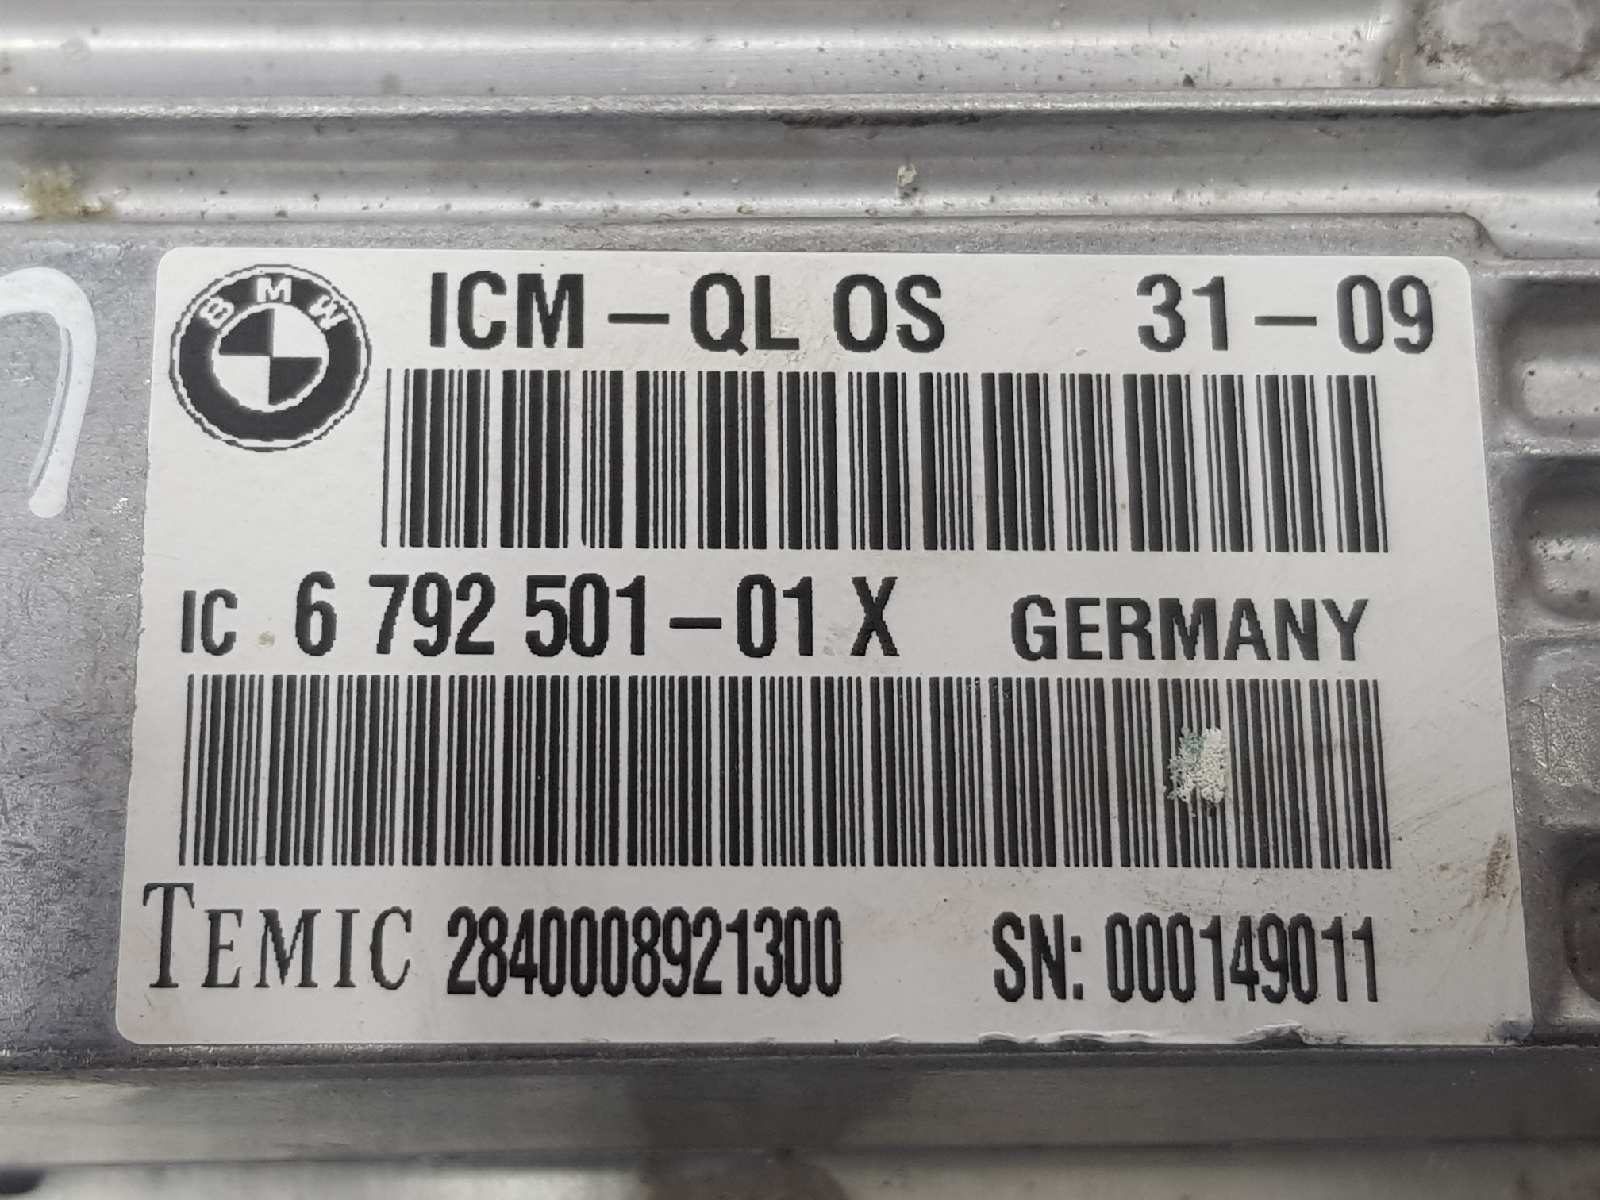 BMW
ICM-QL OS 31-09
IC 6 792 501-01 X GERMANY
TEMIC 2840008921300 SN: 000149011